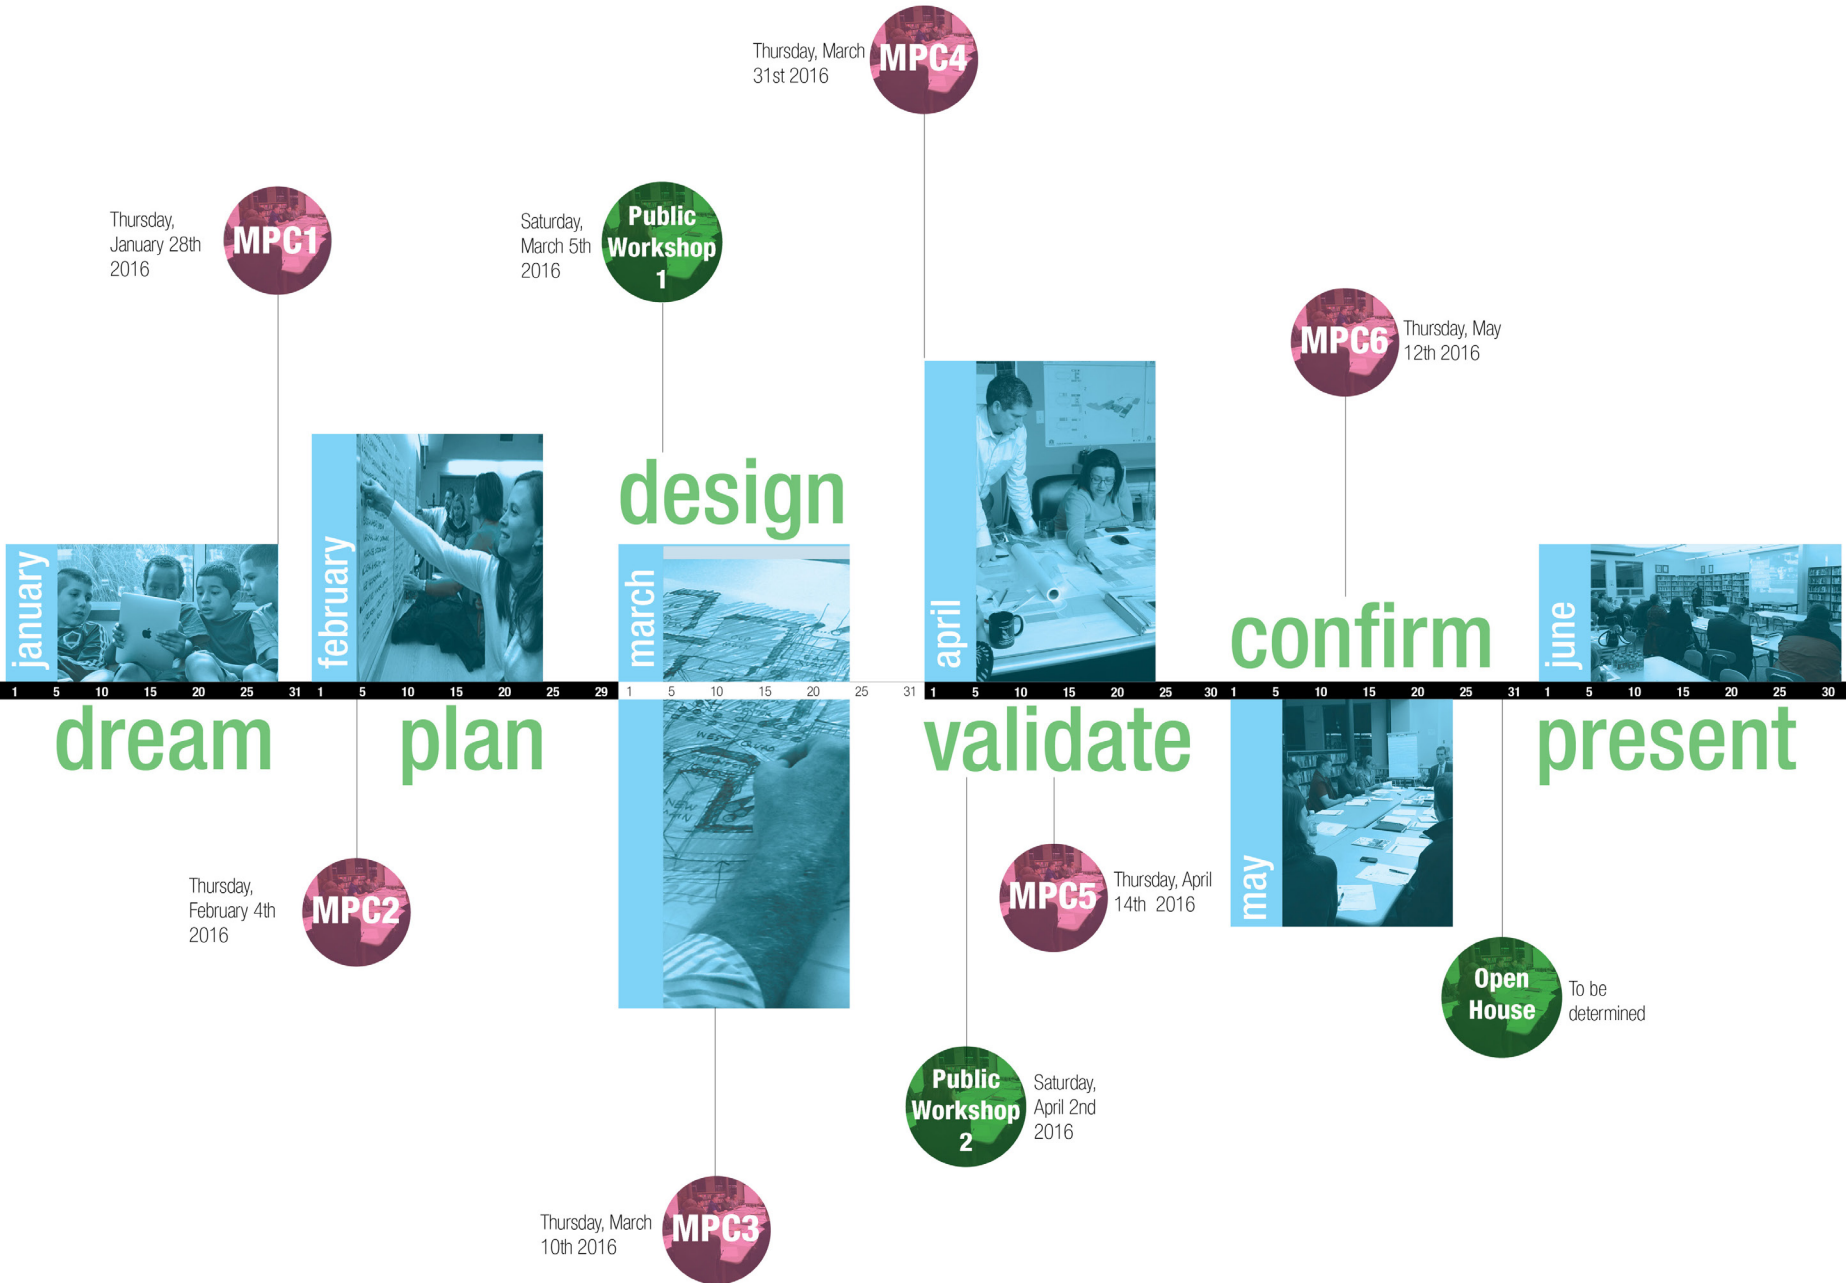 Thursday, March
31st 2016
MPC4
Thursday,
January 28th
2016
MPC1
Saturday,
March 5th
2016
Public
Workshop
1
MPC6
Thursday, May
12th 2016
design
confirm
january
february
march
april
june
1 5 10 15 20 25 31 1 5 10 15 20 25 29 1 5 10 15 20 25 31 1 5 10 15 20 25 30 1 5 10 15 20 25 31 1 5 10 15 20 25 30
dream
plan
validate
present
WEST QUAD
NEW
may
Thursday,
February 4th
2016
MPC2
MPC5
Thursday, April
14th 2016
Open
House
To be
determined
Public
Workshop
2
Saturday,
April 2nd
2016
Thursday, March
10th 2016
MPC3